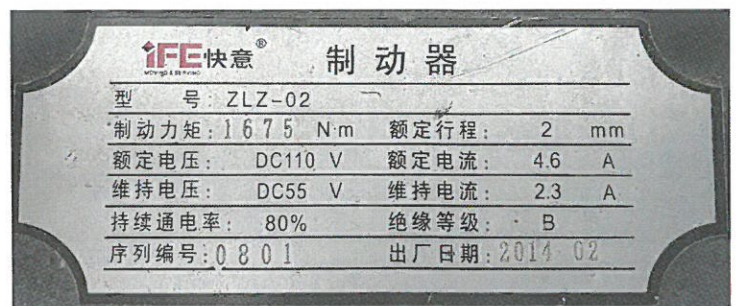 IFE快意® 制动器
型 号: ZLZ-02
制动力矩: 1675 N·m 额定行程: 2 mm
额定电压: DC110 V 额定电流: 4.6 A
维持电压: DC55 V 维持电流: 2.3 A
持续通电率: 80% 绝缘等级: B
序列编号: 0801 出厂日期: 2014 02